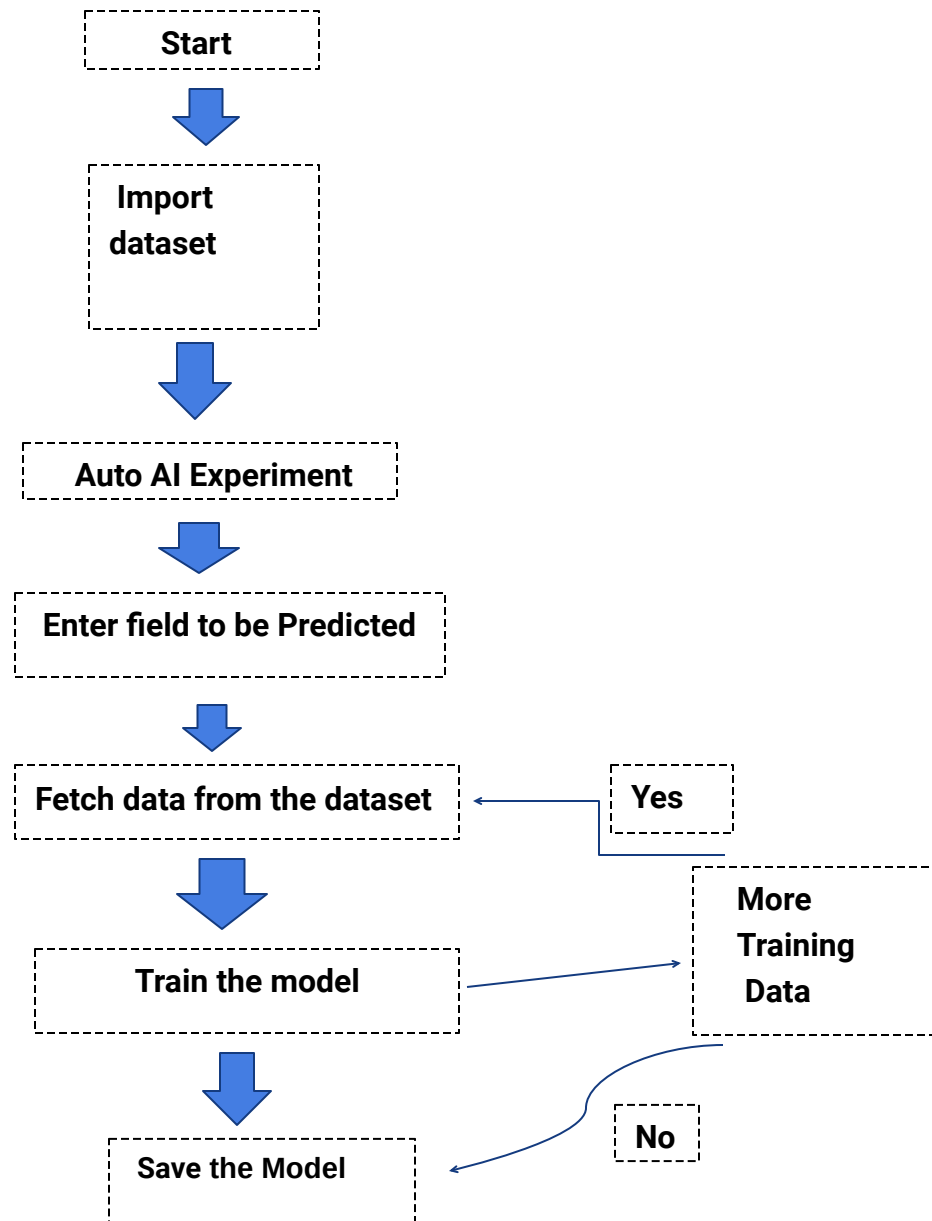 Start
Import
dataset
Auto AI Experiment
Enter field to be Predicted
Fetch data from the dataset
Yes
More
Training
Data
Train the model
No
Save the Model